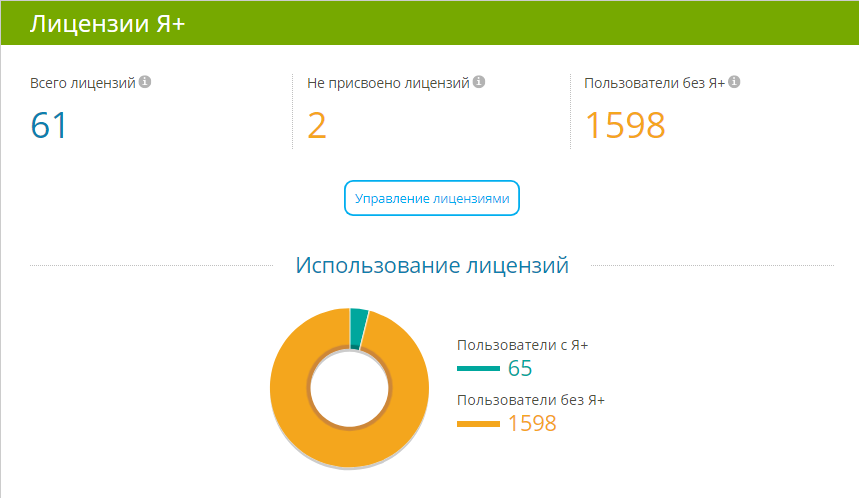 Лицензии Я+
Всего лицензий
61
Не присвоено лицензий
2
Пользователи без Я+
1598
Управление лицензиями
Использование лицензий
Пользователи с Я+
65
Пользователи без Я+
1598